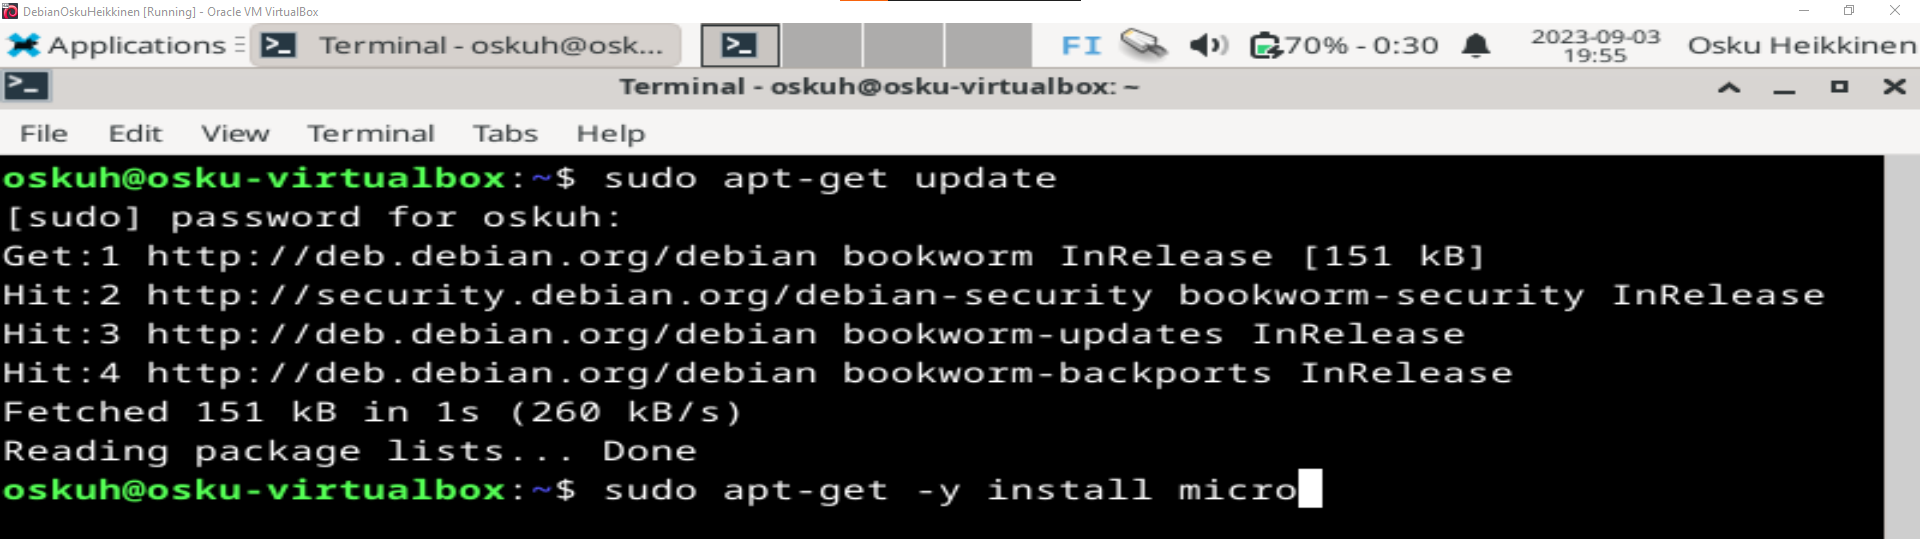 DebianOskuHeikkinen [Running] - Oracle VM VirtualBox
Applications Terminal - oskuh@osk... FI 70% - 0:30 2023-09-03 19:55 Osku Heikkinen
Terminal - oskuh@osku-virtualbox: ~
File Edit View Terminal Tabs Help
oskuh@osku-virtualbox:~$ sudo apt-get update
[sudo] password for oskuh:
Get:1 http://deb.debian.org/debian bookworm InRelease [151 kB]
Hit:2 http://security.debian.org/debian-security bookworm-security InRelease
Hit:3 http://deb.debian.org/debian bookworm-updates InRelease
Hit:4 http://deb.debian.org/debian bookworm-backports InRelease
Fetched 151 kB in 1s (260 kB/s)
Reading package lists... Done
oskuh@osku-virtualbox:~$ sudo apt-get -y install micro